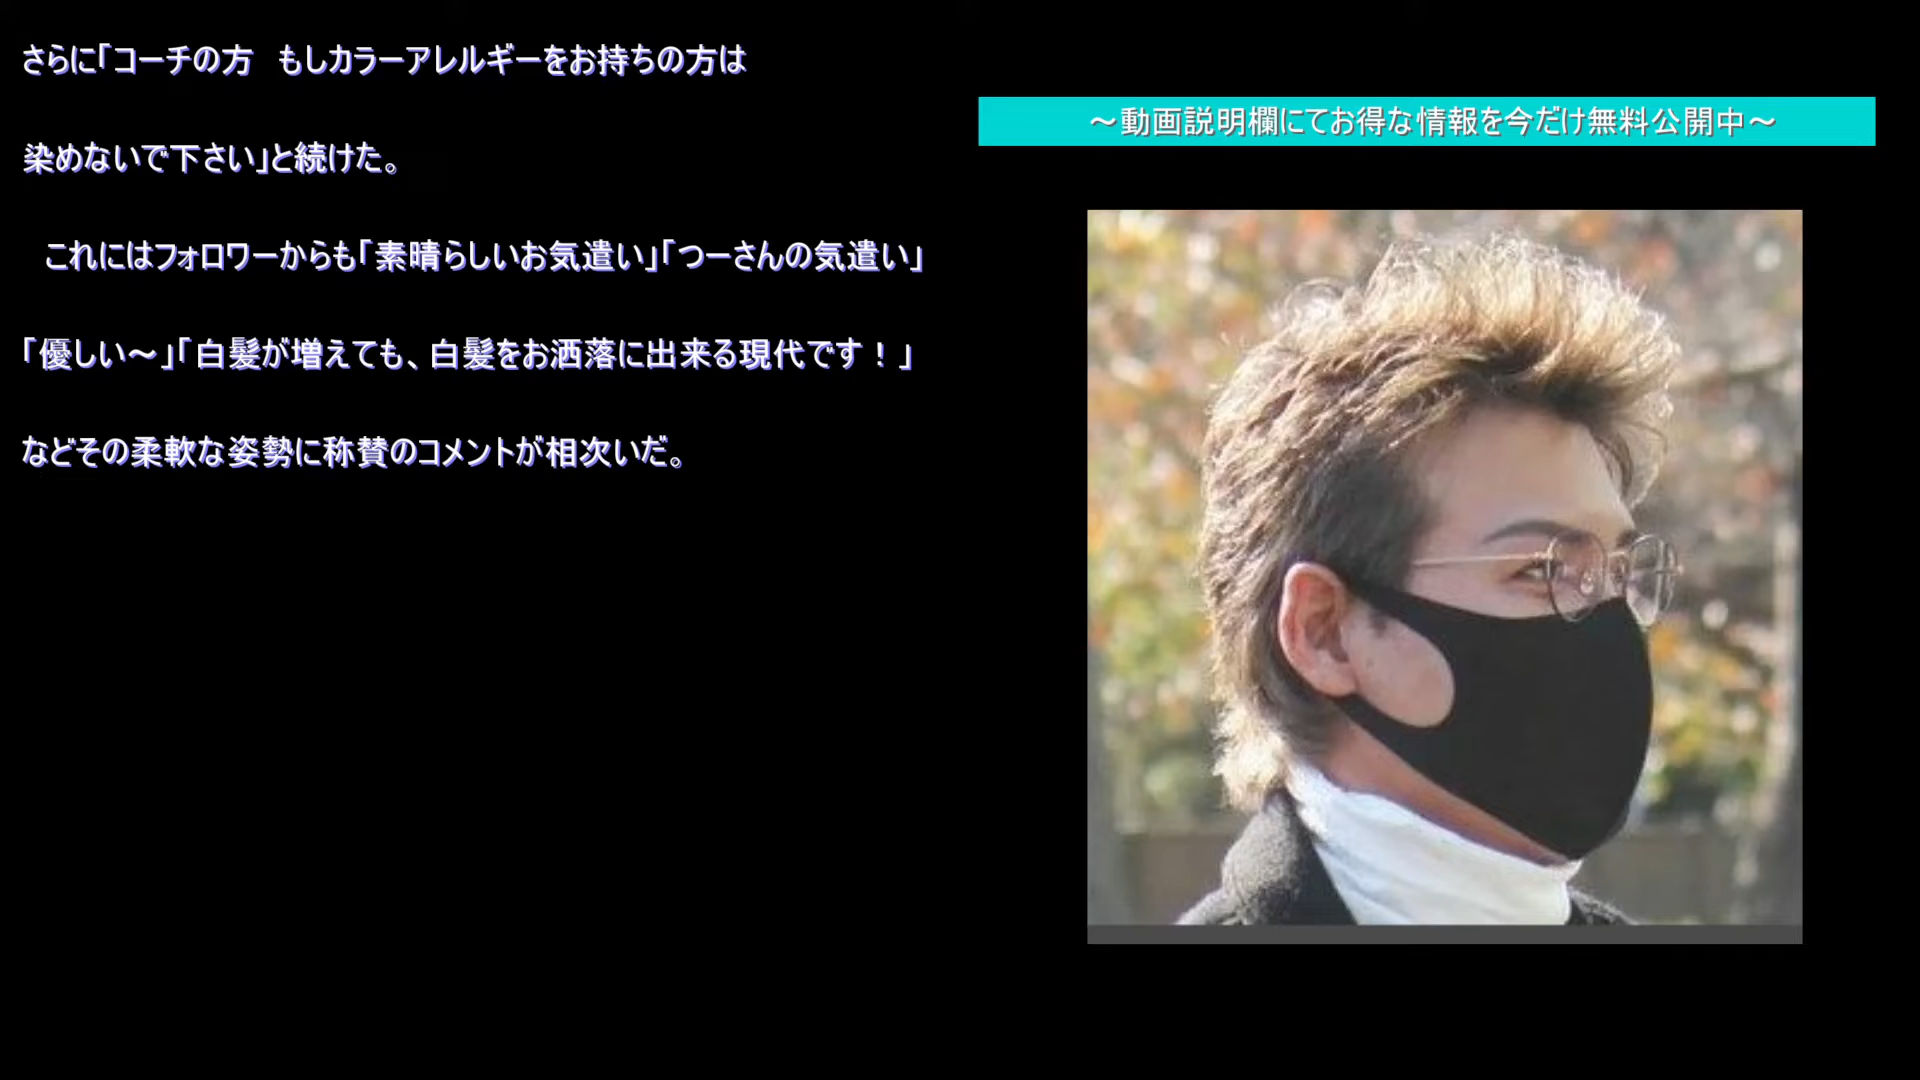 さらに「コーチの方　もしカラーアレルギーをお持ちの方は
染めないで下さい」と続けた。
これにはフォロワーからも「素晴らしいお気遣い」「つーさんの気遣い」
「優しい～」「白髪が増えても、白髪をお洒落に出来る現代です！」
などその柔軟な姿勢に称賛のコメントが相次いだ。
～動画説明欄にてお得な情報を今だけ無料公開中～